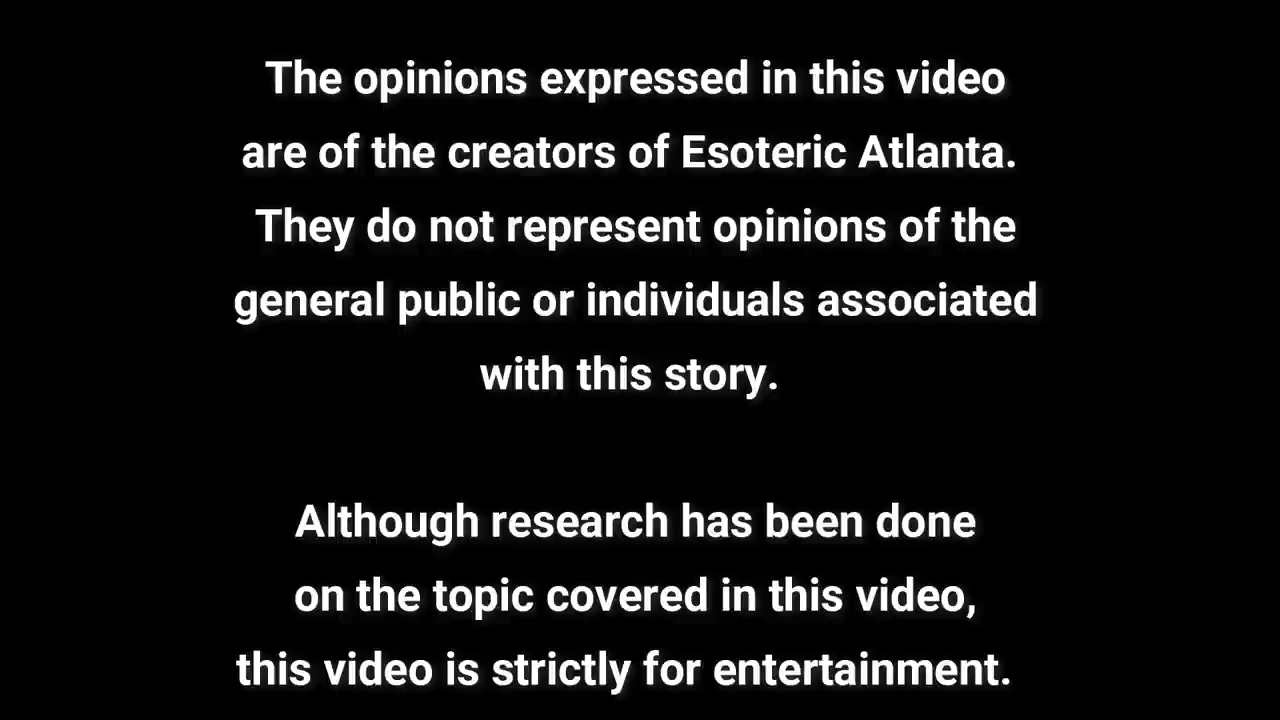 The opinions expressed in this video
are of the creators of Esoteric Atlanta.
They do not represent opinions of the
general public or individuals associated
with this story.
Although research has been done
on the topic covered in this video,
this video is strictly for entertainment.